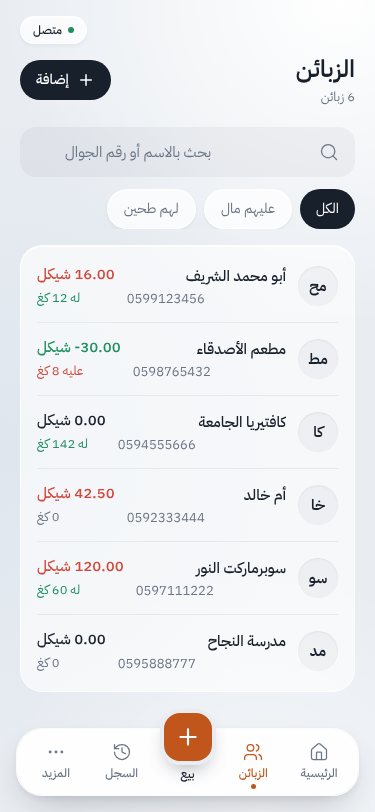 متصل
الزبائن
6 زبائن
إضافة
بحث بالاسم أو رقم الجوال
الكل
عليهم مال
لهم طحين
مح
أبو محمد الشريف
16.00 شيكل
0599123456
له 12 كغ
مط
مطعم الأصدقاء
-30.00 شيكل
0598765432
عليه 8 كغ
كا
كافتيريا الجامعة
0.00 شيكل
0594555666
له 142 كغ
خا
أم خالد
42.50 شيكل
0592333444
0 كغ
سو
سوبرماركت النور
120.00 شيكل
0597111222
له 60 كغ
مد
مدرسة النجاح
0.00 شيكل
0595888777
0 كغ
الرئيسية
الزبائن
بيع
السجل
المزيد